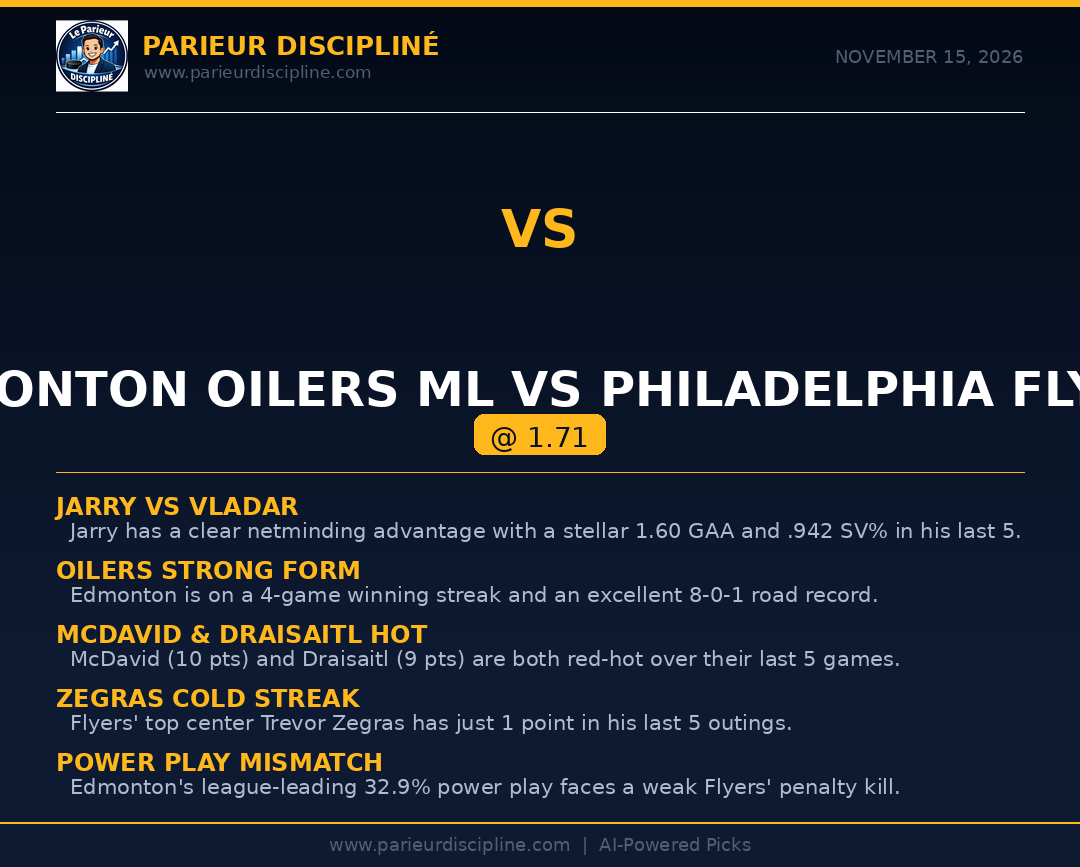 Le Parieur
DISCIPLINÉ
PARIEUR DISCIPLINÉ
www.parieurdiscipline.com
NOVEMBER 15, 2026
VS
ONTON OILERS ML VS PHILADELPHIA FLY
@ 1.71
JARRY VS VLADAR
Jarry has a clear netminding advantage with a stellar 1.60 GAA and .942 SV% in his last 5.
OILERS STRONG FORM
Edmonton is on a 4-game winning streak and an excellent 8-0-1 road record.
MCDAVID & DRAISAITL HOT
McDavid (10 pts) and Draisaitl (9 pts) are both red-hot over their last 5 games.
ZEGRAS COLD STREAK
Flyers' top center Trevor Zegras has just 1 point in his last 5 outings.
POWER PLAY MISMATCH
Edmonton's league-leading 32.9% power play faces a weak Flyers' penalty kill.
www.parieurdiscipline.com | AI-Powered Picks